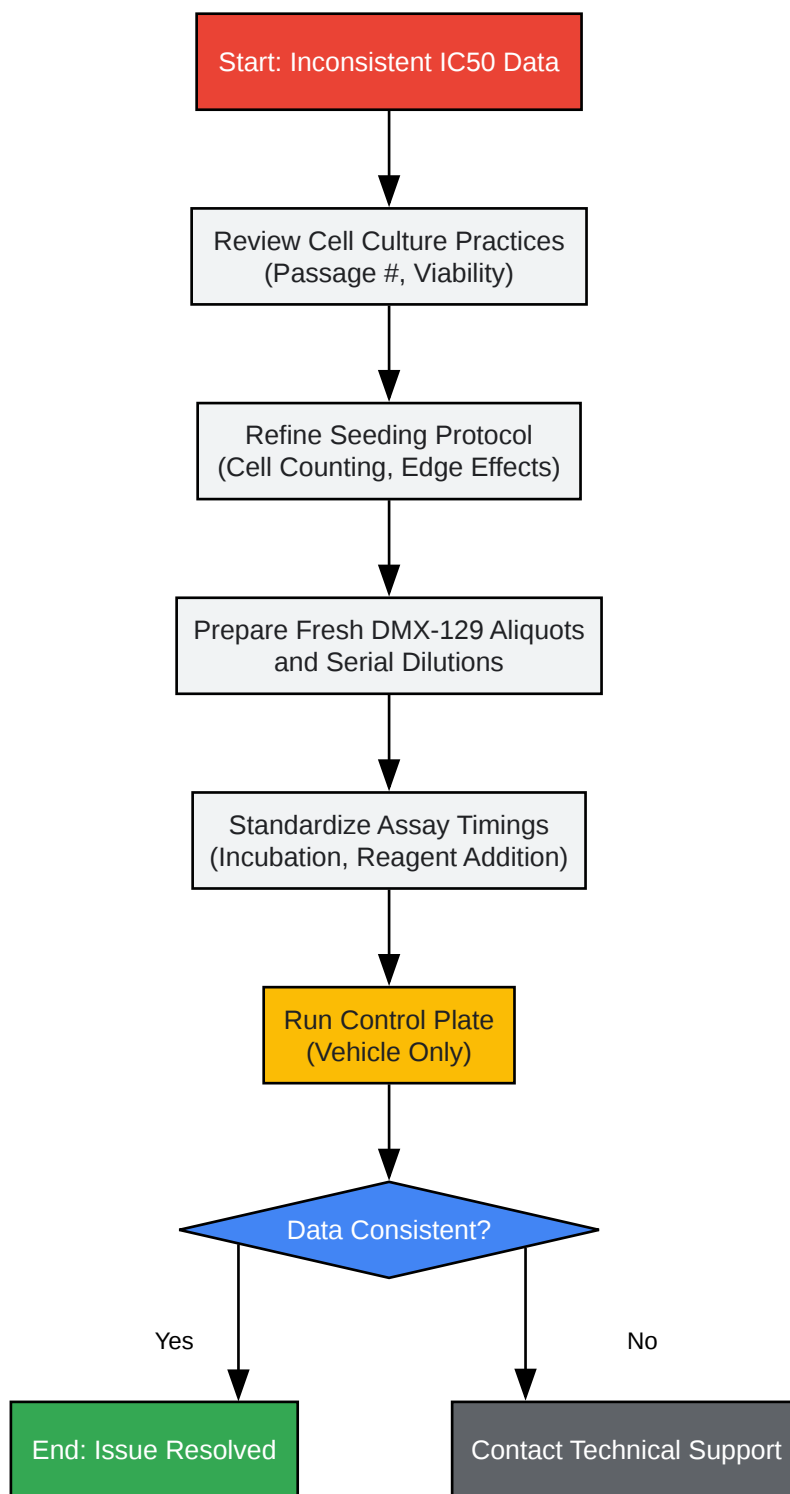 Start: Inconsistent IC50 Data
Review Cell Culture Practices
(Passage #, Viability)
Refine Seeding Protocol
(Cell Counting, Edge Effects)
Prepare Fresh DMX-129 Aliquots
and Serial Dilutions
Standardize Assay Timings
(Incubation, Reagent Addition)
Run Control Plate
(Vehicle Only)
Data Consistent?
Yes
No
End: Issue Resolved
Contact Technical Support